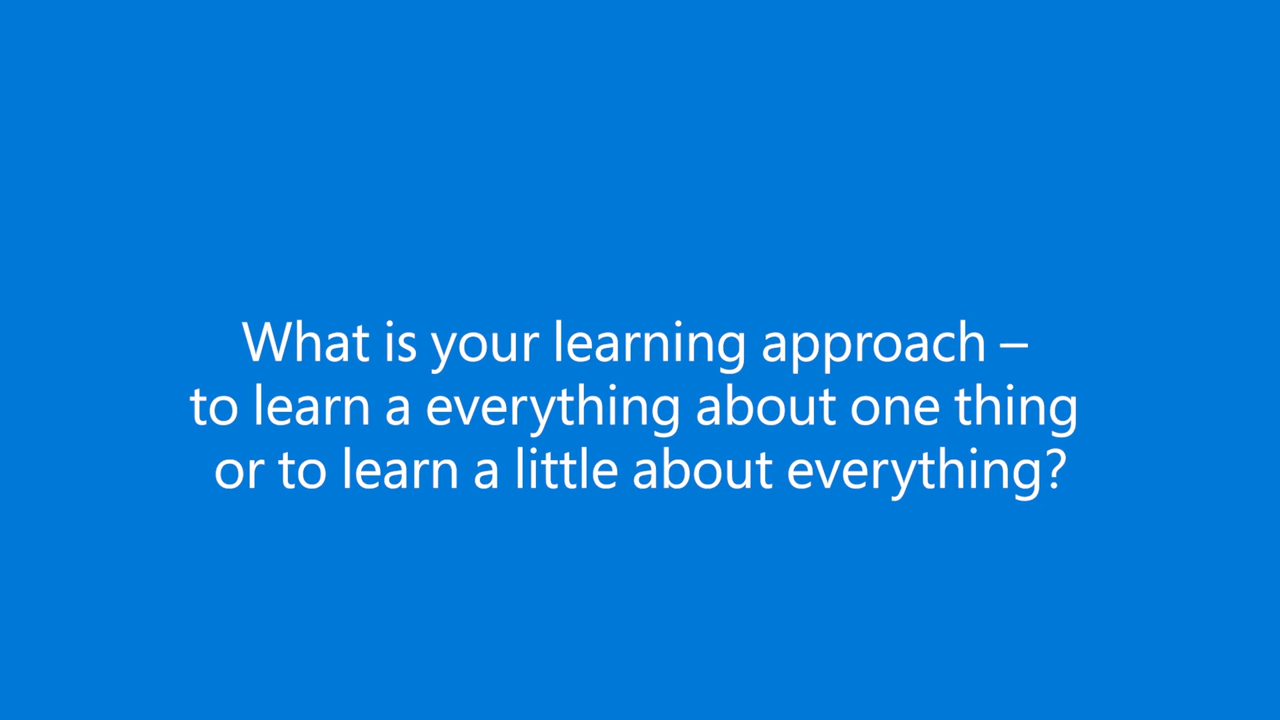 What is your learning approach –
to learn a everything about one thing
or to learn a little about everything?